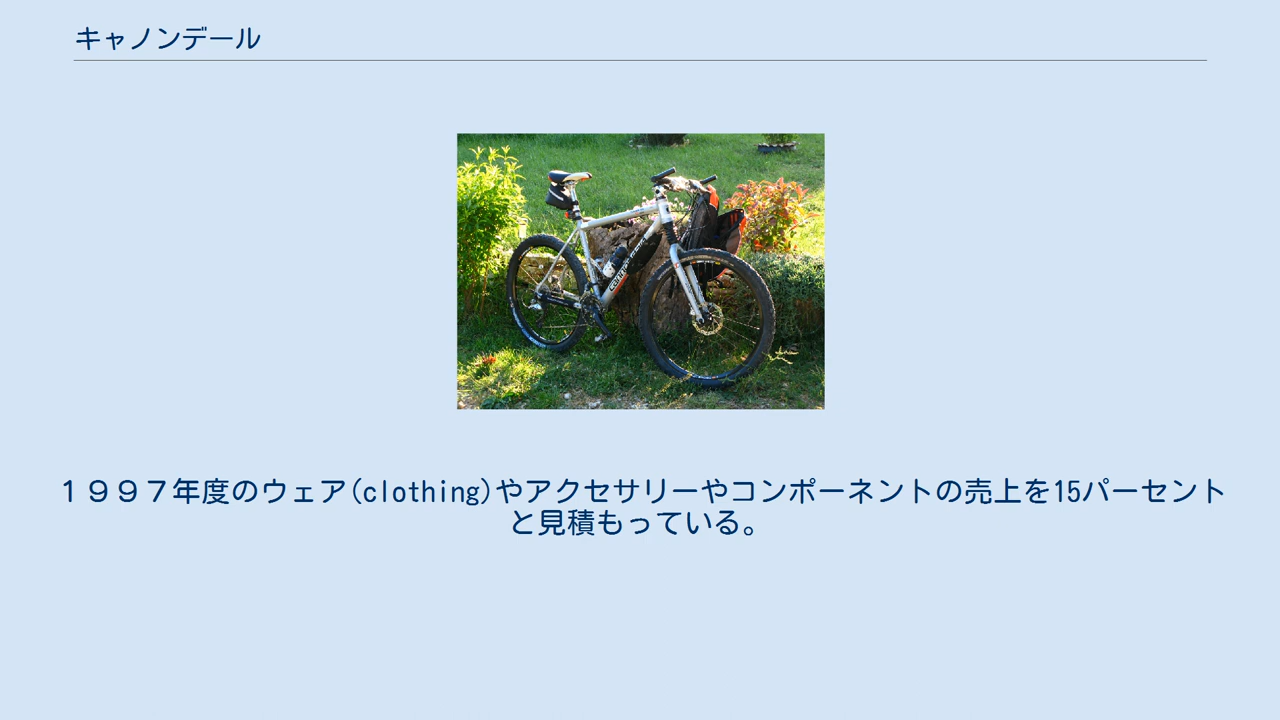 キャノンデール
１９９７年度のウェア(clothing)やアクセサリーやコンポーネントの売上を15パーセント
と見積もっている。